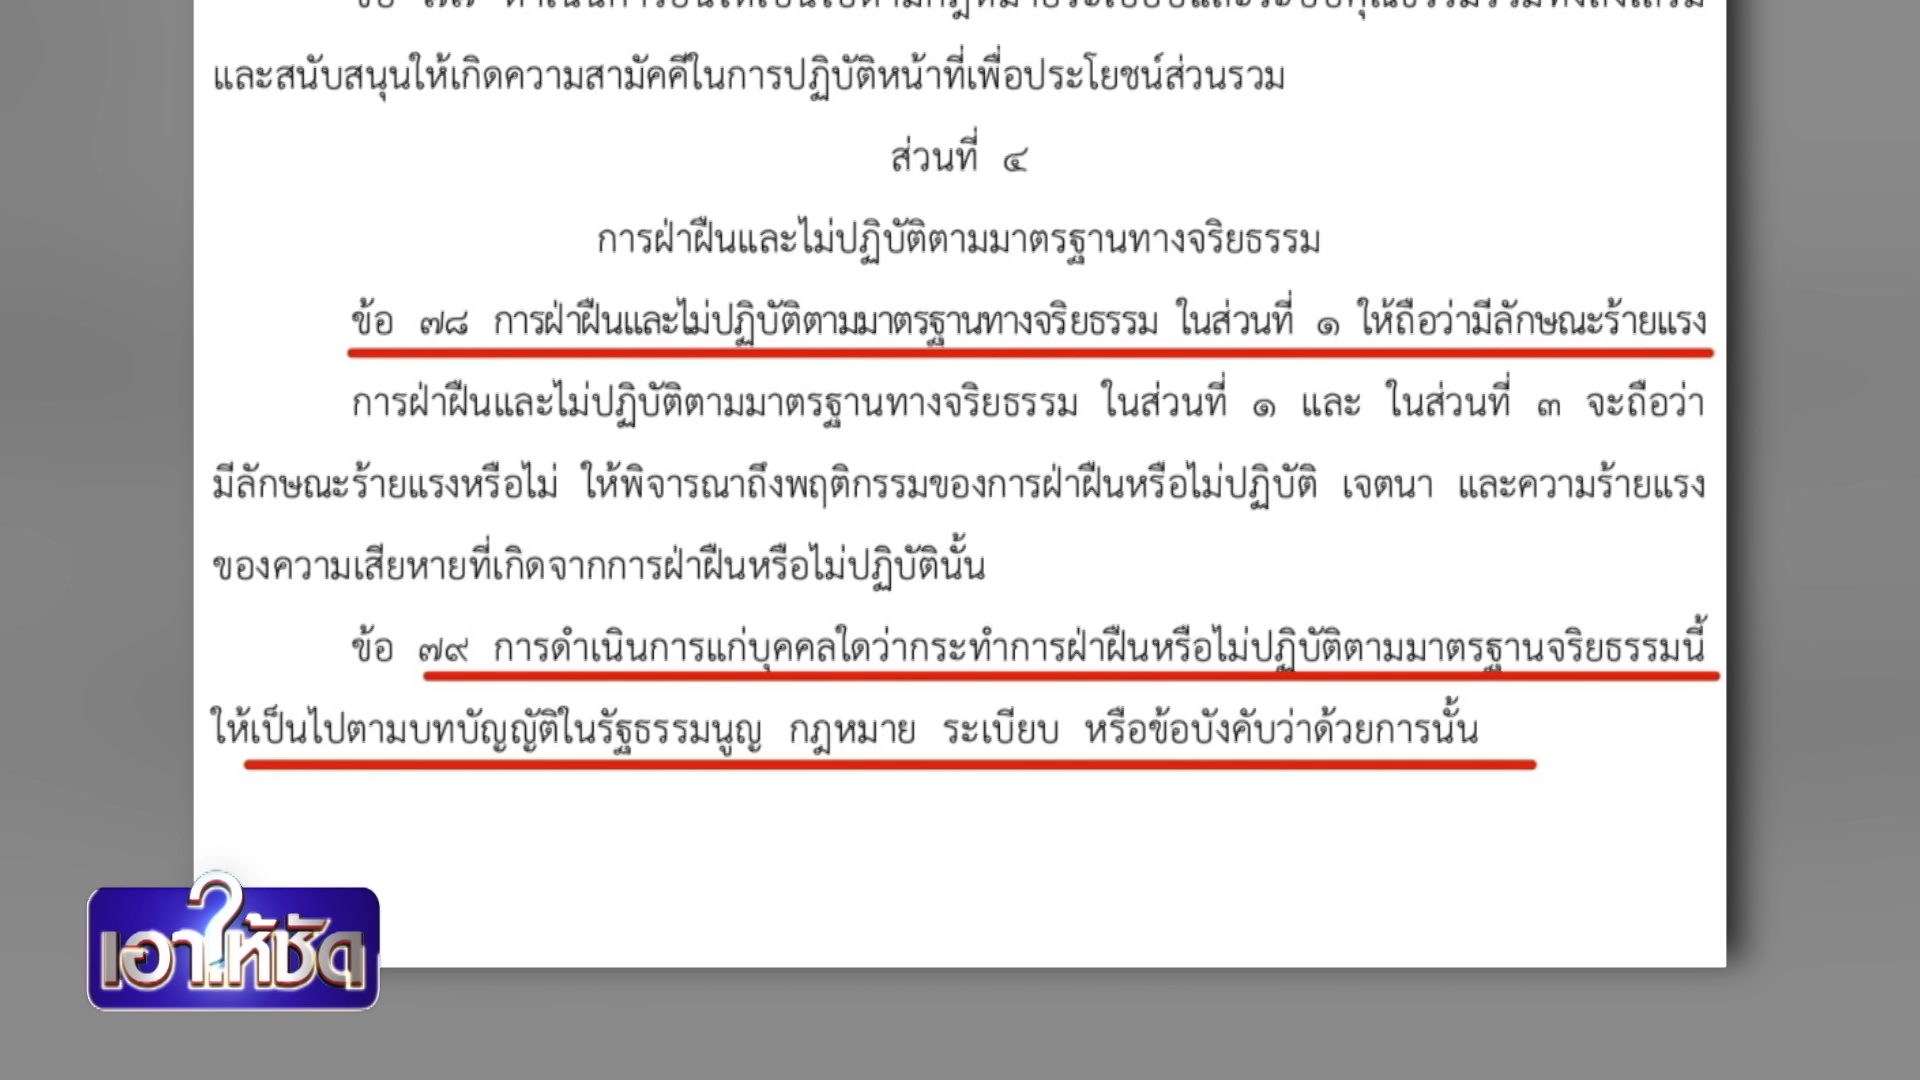 และสนับสนุนให้เกิดความสามัคคีในการปฏิบัติหน้าที่เพื่อประโยชน์ส่วนรวม
ส่วนที่ ๔
การฝ่าฝืนและไม่ปฏิบัติตามมาตรฐานทางจริยธรรม
ข้อ ๗๘ การฝ่าฝืนและไม่ปฏิบัติตามมาตรฐานทางจริยธรรม ในส่วนที่ ๑ ให้ถือว่ามีลักษณะร้ายแรง
การฝ่าฝืนและไม่ปฏิบัติตามมาตรฐานทางจริยธรรม ในส่วนที่ ๑ และ ในส่วนที่ ๓ จะถือว่า
มีลักษณะร้ายแรงหรือไม่ ให้พิจารณาถึงพฤติกรรมของการฝ่าฝืนหรือไม่ปฏิบัติ เจตนา และความร้ายแรง
ของความเสียหายที่เกิดจากการฝ่าฝืนหรือไม่ปฏิบัตินั้น
ข้อ ๗๙ การดำเนินการแก่บุคคลใดว่ากระทำการฝ่าฝืนหรือไม่ปฏิบัติตามมาตรฐานจริยธรรมนี้
ให้เป็นไปตามบทบัญญัติในรัฐธรรมนูญ กฎหมาย ระเบียบ หรือข้อบังคับว่าด้วยการนั้น
เอาให้ชัด